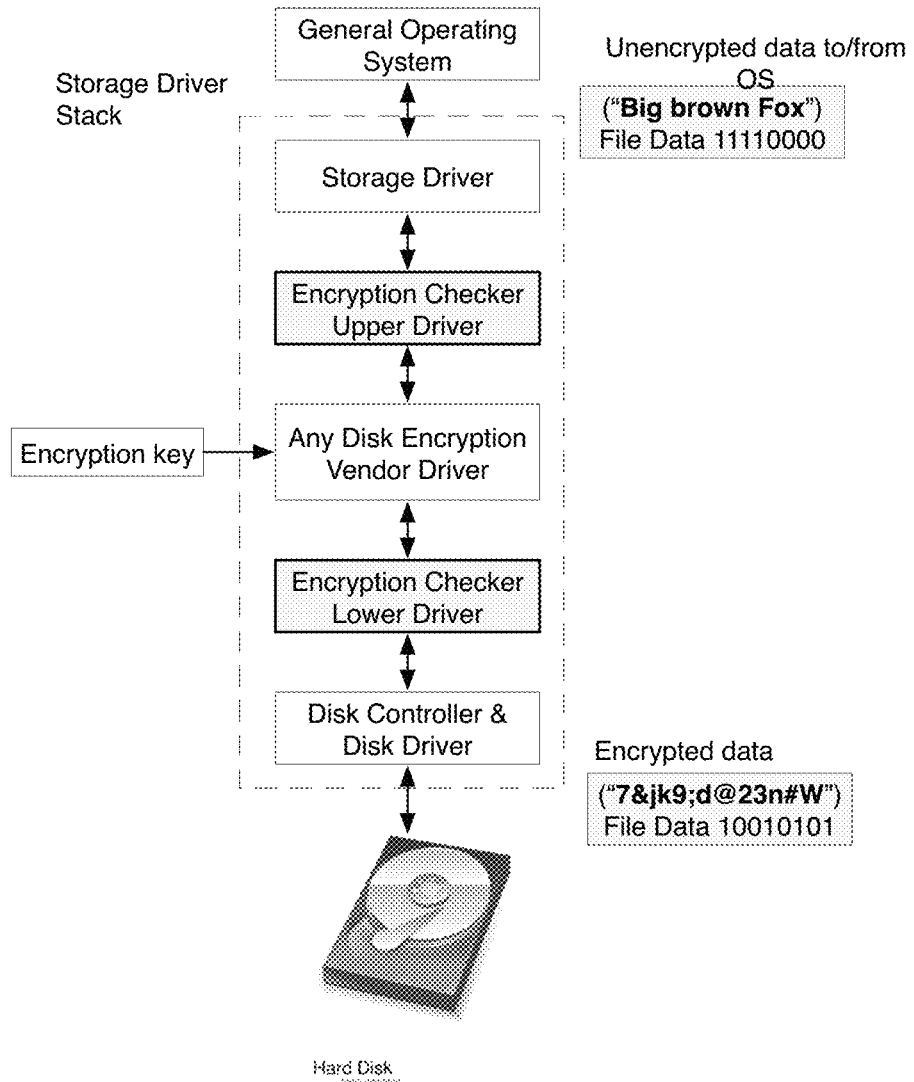 General Operating
System
Unencrypted data to/from
OS
(“Big brown Fox”)
File Data 11110000
Storage Driver
Stack
Storage Driver
Encryption Checker
Upper Driver
Encryption key
Any Disk Encryption
Vendor Driver
Encryption Checker
Lower Driver
Disk Controller &
Disk Driver
Encrypted data
(“7&jk9;d@23n#W”)
File Data 10010101
Hard Disk